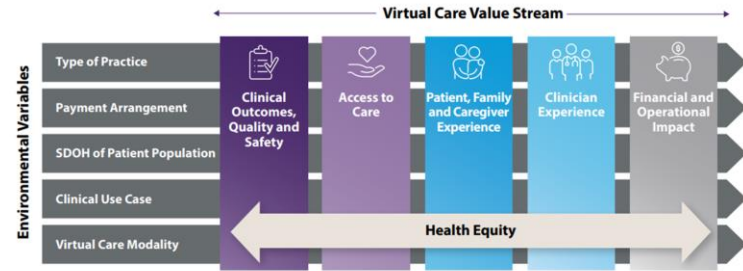 Virtual Care Value Stream
Environmental Variables
Type of Practice
Payment Arrangement
SDOH of Patient Population
Clinical Use Case
Virtual Care Modality
Clinical
Outcomes,
Quality and
Safety
Access to
Care
Patient, Family
and Caregiver
Experience
Clinician
Experience
Financial and
Operational
Impact
Health Equity